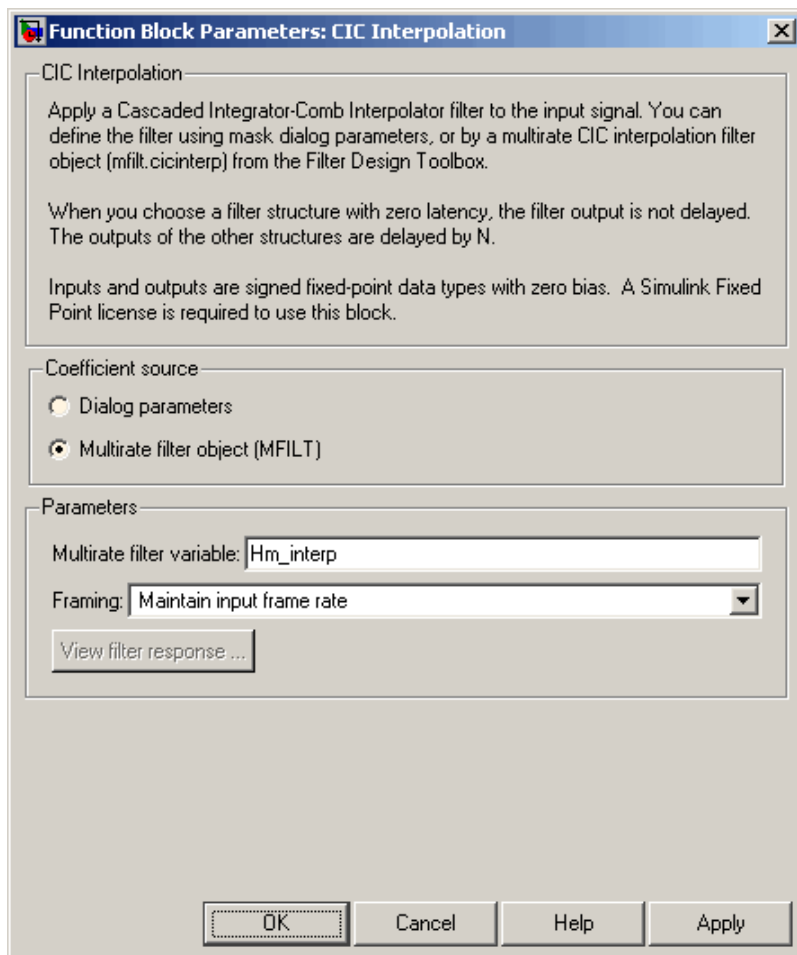 Function Block Parameters: CIC Interpolation
CIC Interpolation
Apply a Cascaded Integrator-Comb Interpolator filter to the input signal. You can
define the filter using mask dialog parameters, or by a multirate CIC interpolation filter
object (mfilt.cicinterp) from the Filter Design Toolbox.
When you choose a filter structure with zero latency, the filter output is not delayed.
The outputs of the other structures are delayed by N.
Inputs and outputs are signed fixed-point data types with zero bias. A Simulink Fixed
Point license is required to use this block.
Coefficient source
Dialog parameters
Multirate filter object (MFILT)
Parameters
Multirate filter variable: Hm_interp
Framing: Maintain input frame rate
View filter response ...
OK Cancel Help Apply